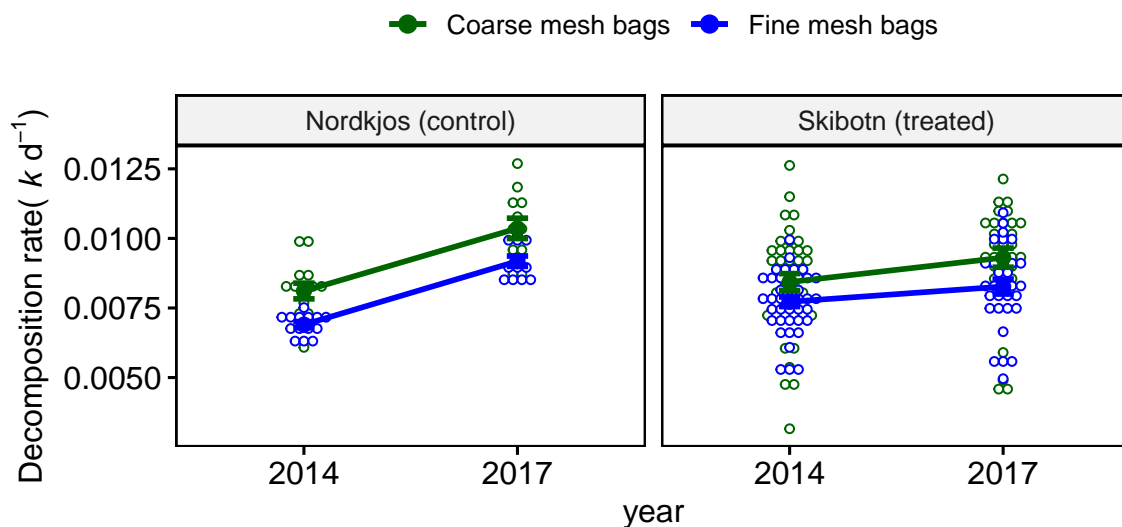 Coarse mesh bags Fine mesh bags
Nordkjos (control) Skibotn (treated)
Decomposition rate( k d⁻¹)
0.0125
0.0100
0.0075
0.0050
2014 2017 2014 2017
year